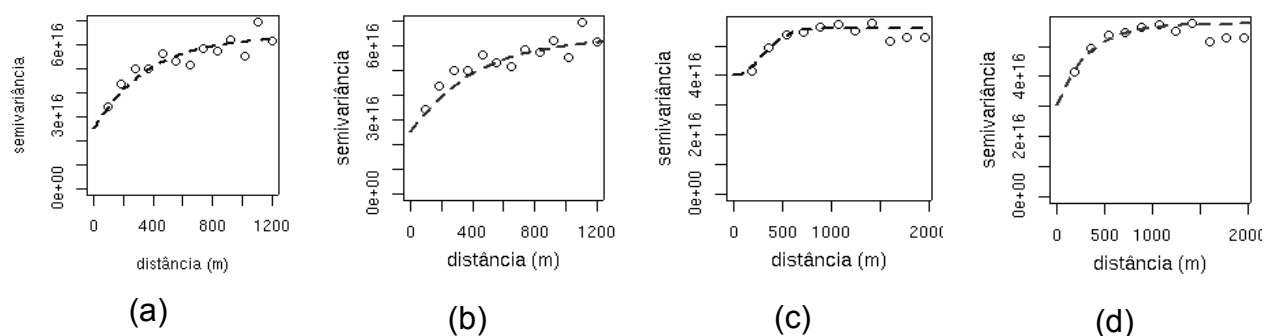 semivariância
0e+00 3e+16 6e+16
0 400 800 1200
distância (m)
(a)
semivariância
0e+00 3e+16 6e+16
0 400 800 1200
distância (m)
(b)
semivariância
0e+00 2e+16 4e+16
0 500 1000 2000
distância (m)
(c)
semivariância
0e+00 2e+16 4e+16
0 500 1000 2000
distância (m)
(d)